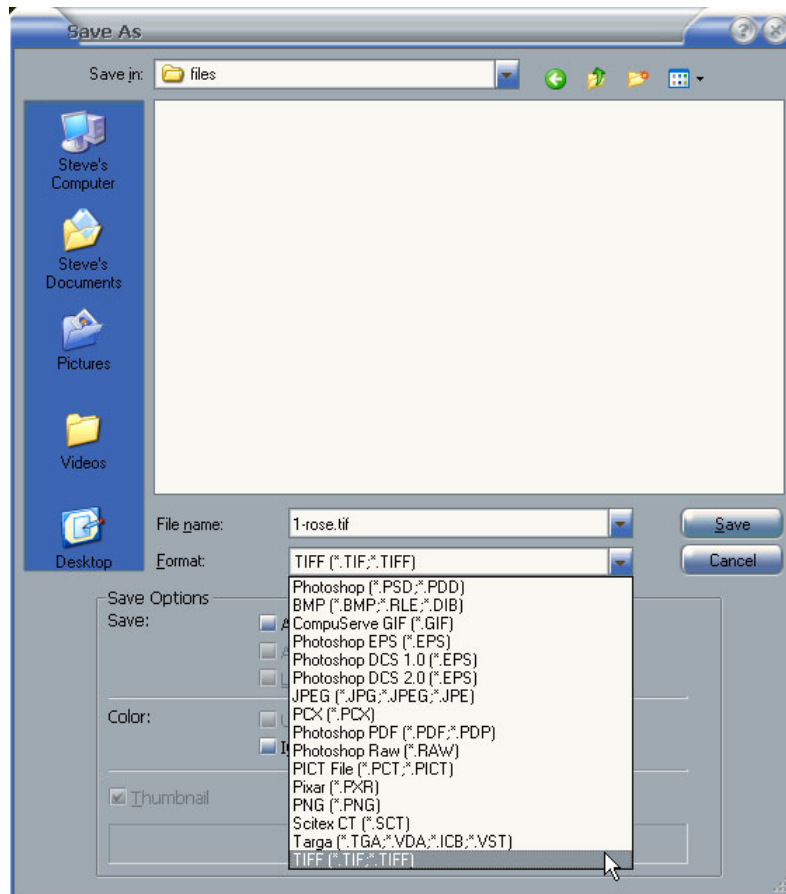 Save As
Save in: files
Steve's
Computer
Steve's
Documents
Pictures
Videos
Desktop
File name: 1-rose.tif Save
Format: TIFF (*.TIF;*.TIFF) Cancel
Photoshop (*.PSD;*.PDD)
BMP (*.BMP;*.RLE;*.DIB)
CompuServe GIF (*.GIF)
Photoshop EPS (*.EPS)
Photoshop DCS 1.0 (*.EPS)
Photoshop DCS 2.0 (*.EPS)
JPEG (*.JPG;*.JPEG;*.JPE)
PCX (*.PCX)
Photoshop PDF (*.PDF;*.PDP)
Photoshop Raw (*.RAW)
PICT File (*.PCT;*.PICT)
Pixar (*.PXR)
PNG (*.PNG)
Scitex CT (*.SCT)
Targa (*.TGA;*.VDA;*.ICB;*.VST)
TIFF (*.TIF;*.TIFF)
Save Options
Save:
Color:
Thumbnail